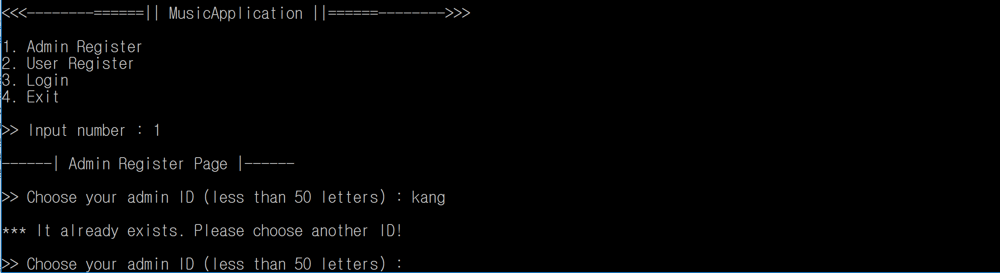 <<<--------======|| MusicApplication ||======-------->>>
1. Admin Register
2. User Register
3. Login
4. Exit
>> Input number : 1
------| Admin Register Page |------
>> Choose your admin ID (less than 50 letters) : kang
*** It already exists. Please choose another ID!
>> Choose your admin ID (less than 50 letters) :